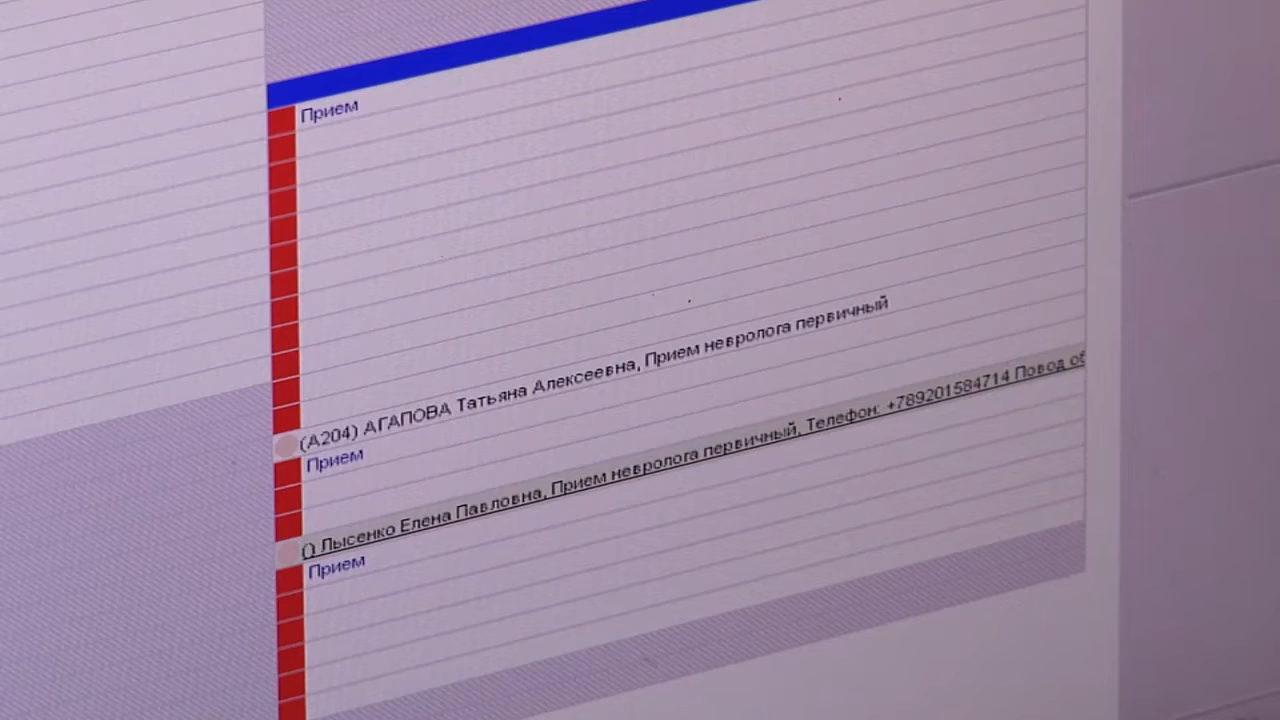 Прием
(А204) АГАПОВА Татьяна Алексеевна, Прием невролога первичный
Прием
() Лысенко Елена Павловна, Прием невролога первичный, Телефон: +789201584714 Повод об
Прием